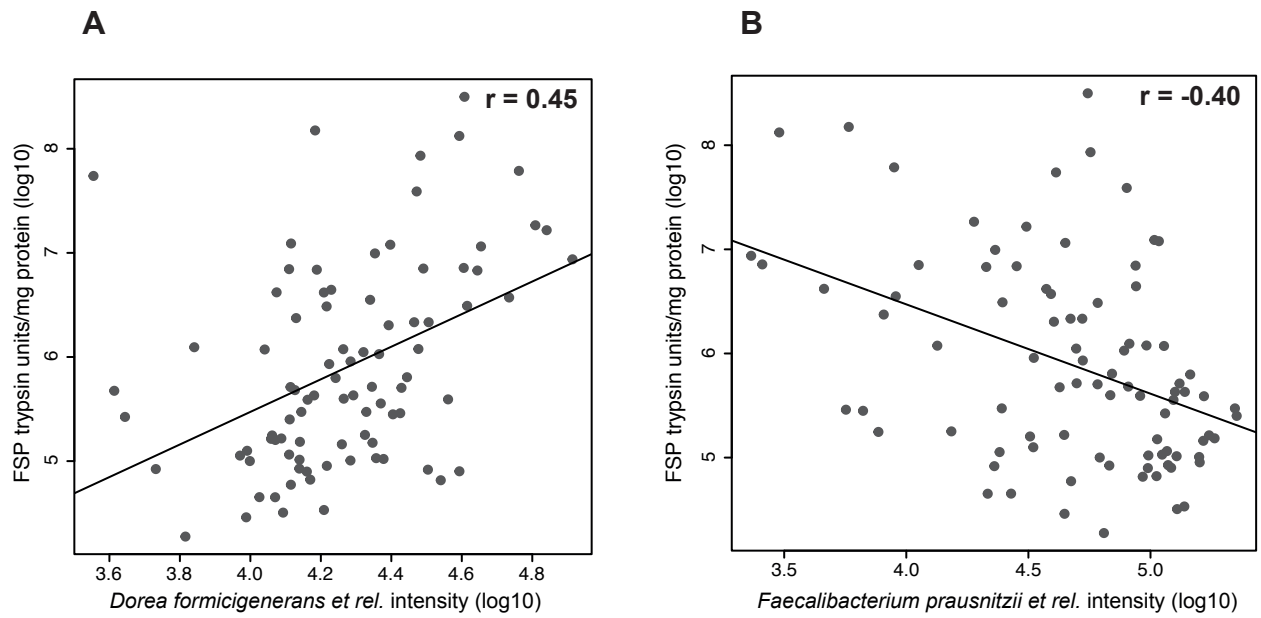 A
r = 0.45
8
7
6
5
FSP trypsin units/mg protein (log10)
3.6 3.8 4.0 4.2 4.4 4.6 4.8
Dorea formicigenerans et rel. intensity (log10)
B
r = -0.40
8
7
6
5
FSP trypsin units/mg protein (log10)
3.5 4.0 4.5 5.0
Faecalibacterium prausnitzii et rel. intensity (log10)